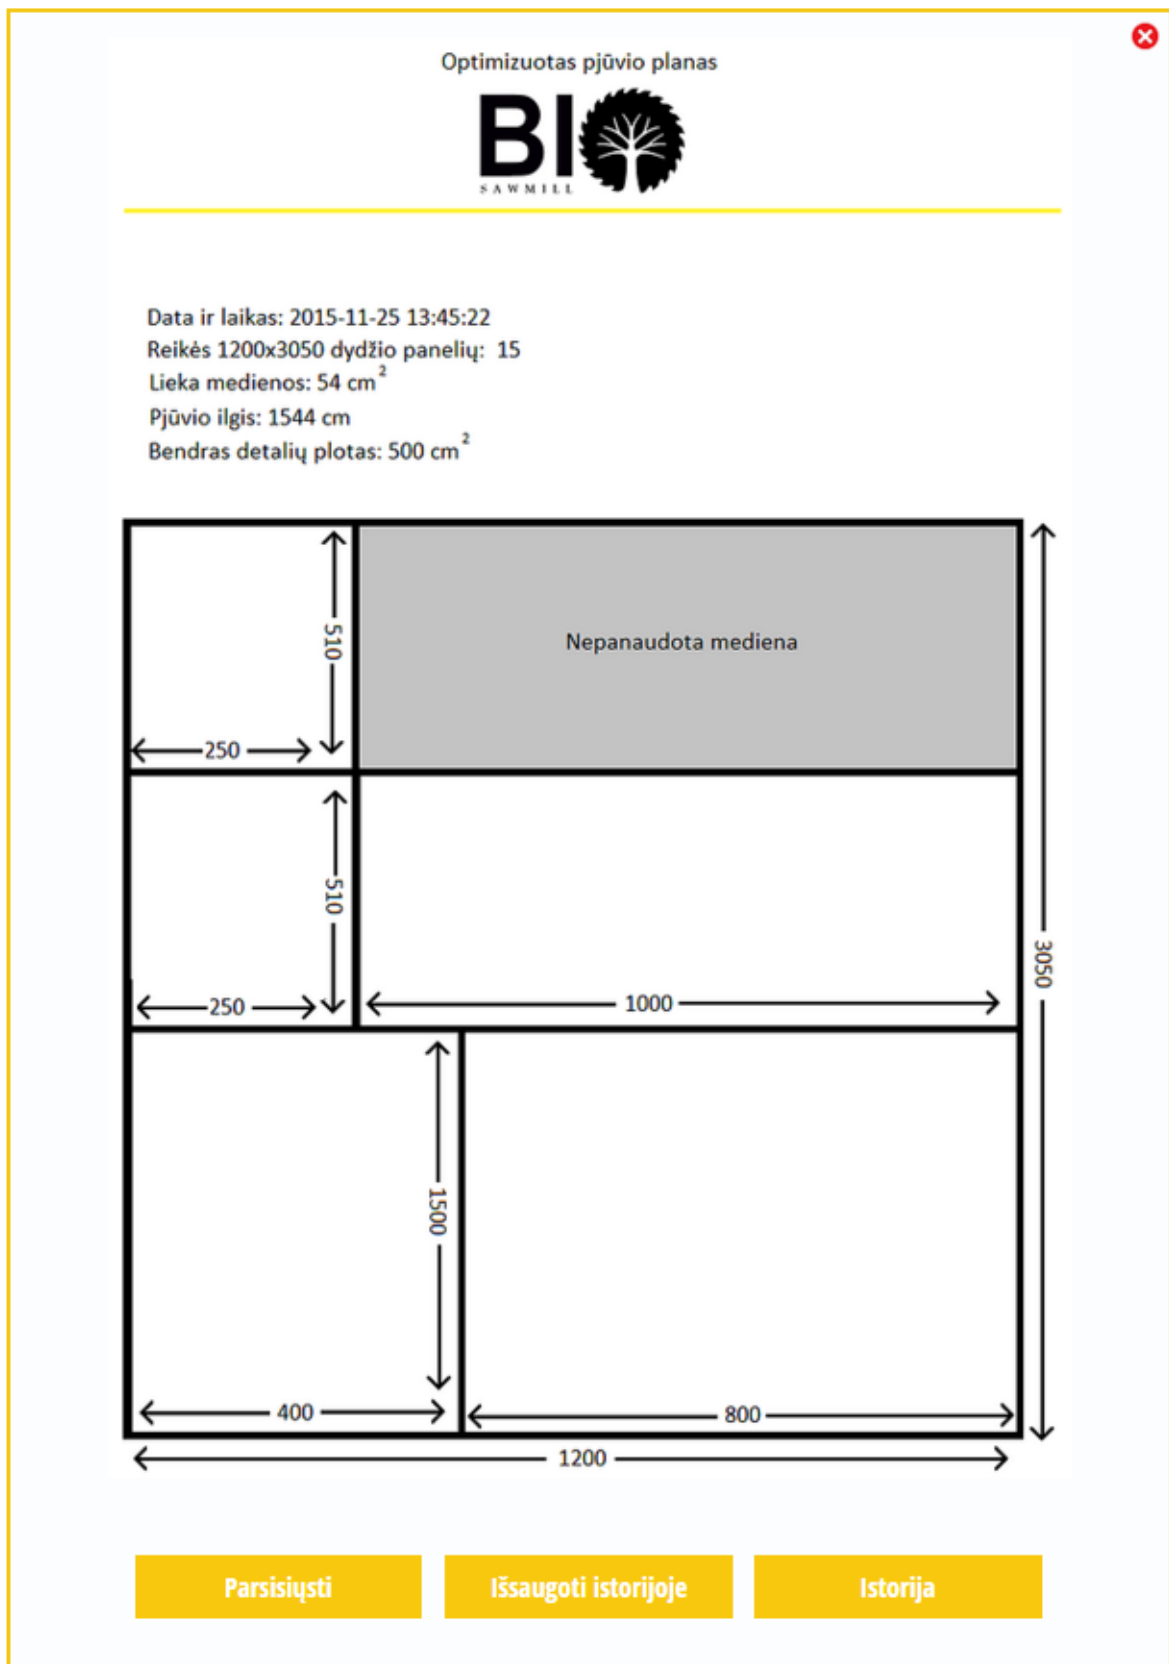 Optimizuotas pjūvio planas
BI
SAWMILL
Data ir laikas: 2015-11-25 13:45:22
Reikės 1200x3050 dydžio panelių: 15
Lieka medienos: 54 cm²
Pjūvio ilgis: 1544 cm
Bendras detalių plotas: 500 cm²
510
Nepanaudota mediena
250
510
3050
250
1000
1500
400
800
1200
Parsisiųsti
Išsaugoti istorijoje
Istorija